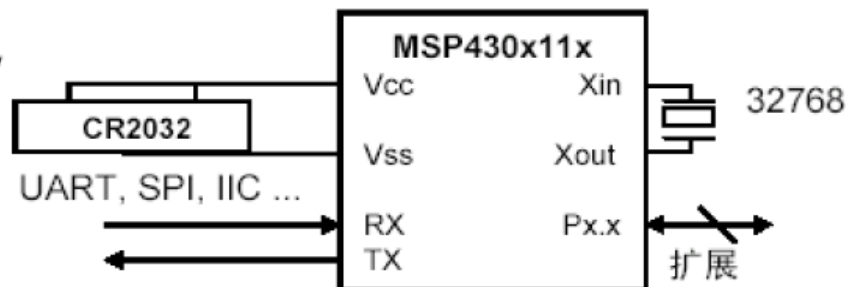 MSP430x11x
Vcc
Xin
32768
CR2032
Vss
Xout
UART, SPI, IIC ...
RX
Px.x
TX
扩展